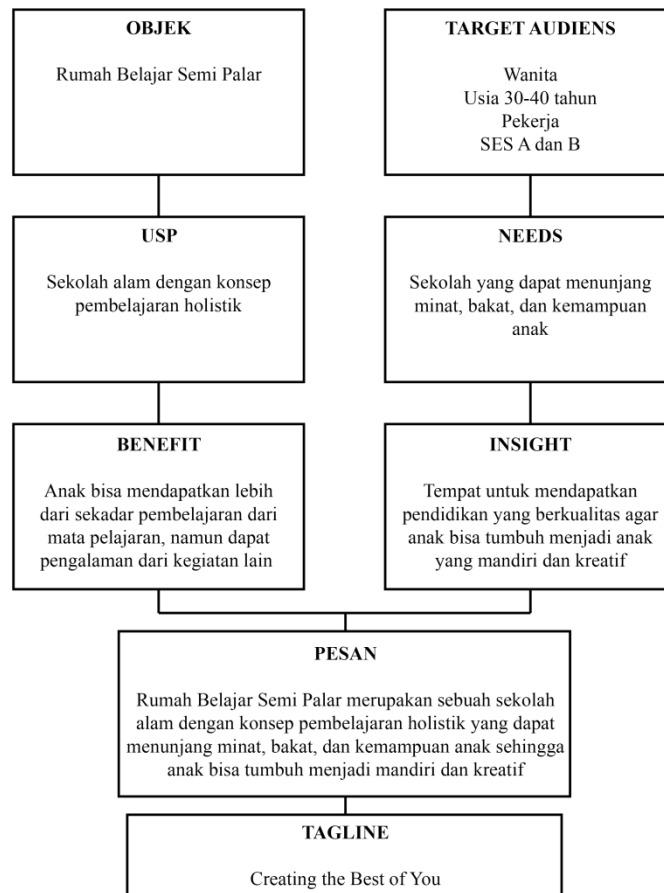 OBJEK
Rumah Belajar Semi Palar
TARGET AUDIENS
Wanita
Usia 30-40 tahun
Pekerja
SES A dan B
USP
Sekolah alam dengan konsep
pembelajaran holistik
NEEDS
Sekolah yang dapat menunjang
minat, bakat, dan kemampuan
anak
BENEFIT
Anak bisa mendapatkan lebih
dari sekadar pembelajaran dari
mata pelajaran, namun dapat
pengalaman dari kegiatan lain
INSIGHT
Tempat untuk mendapatkan
pendidikan yang berkualitas agar
anak bisa tumbuh menjadi anak
yang mandiri dan kreatif
PESAN
Rumah Belajar Semi Palar merupakan sebuah sekolah
alam dengan konsep pembelajaran holistik yang dapat
menunjang minat, bakat, dan kemampuan anak sehingga
anak bisa tumbuh menjadi mandiri dan kreatif
TAGLINE
Creating the Best of You